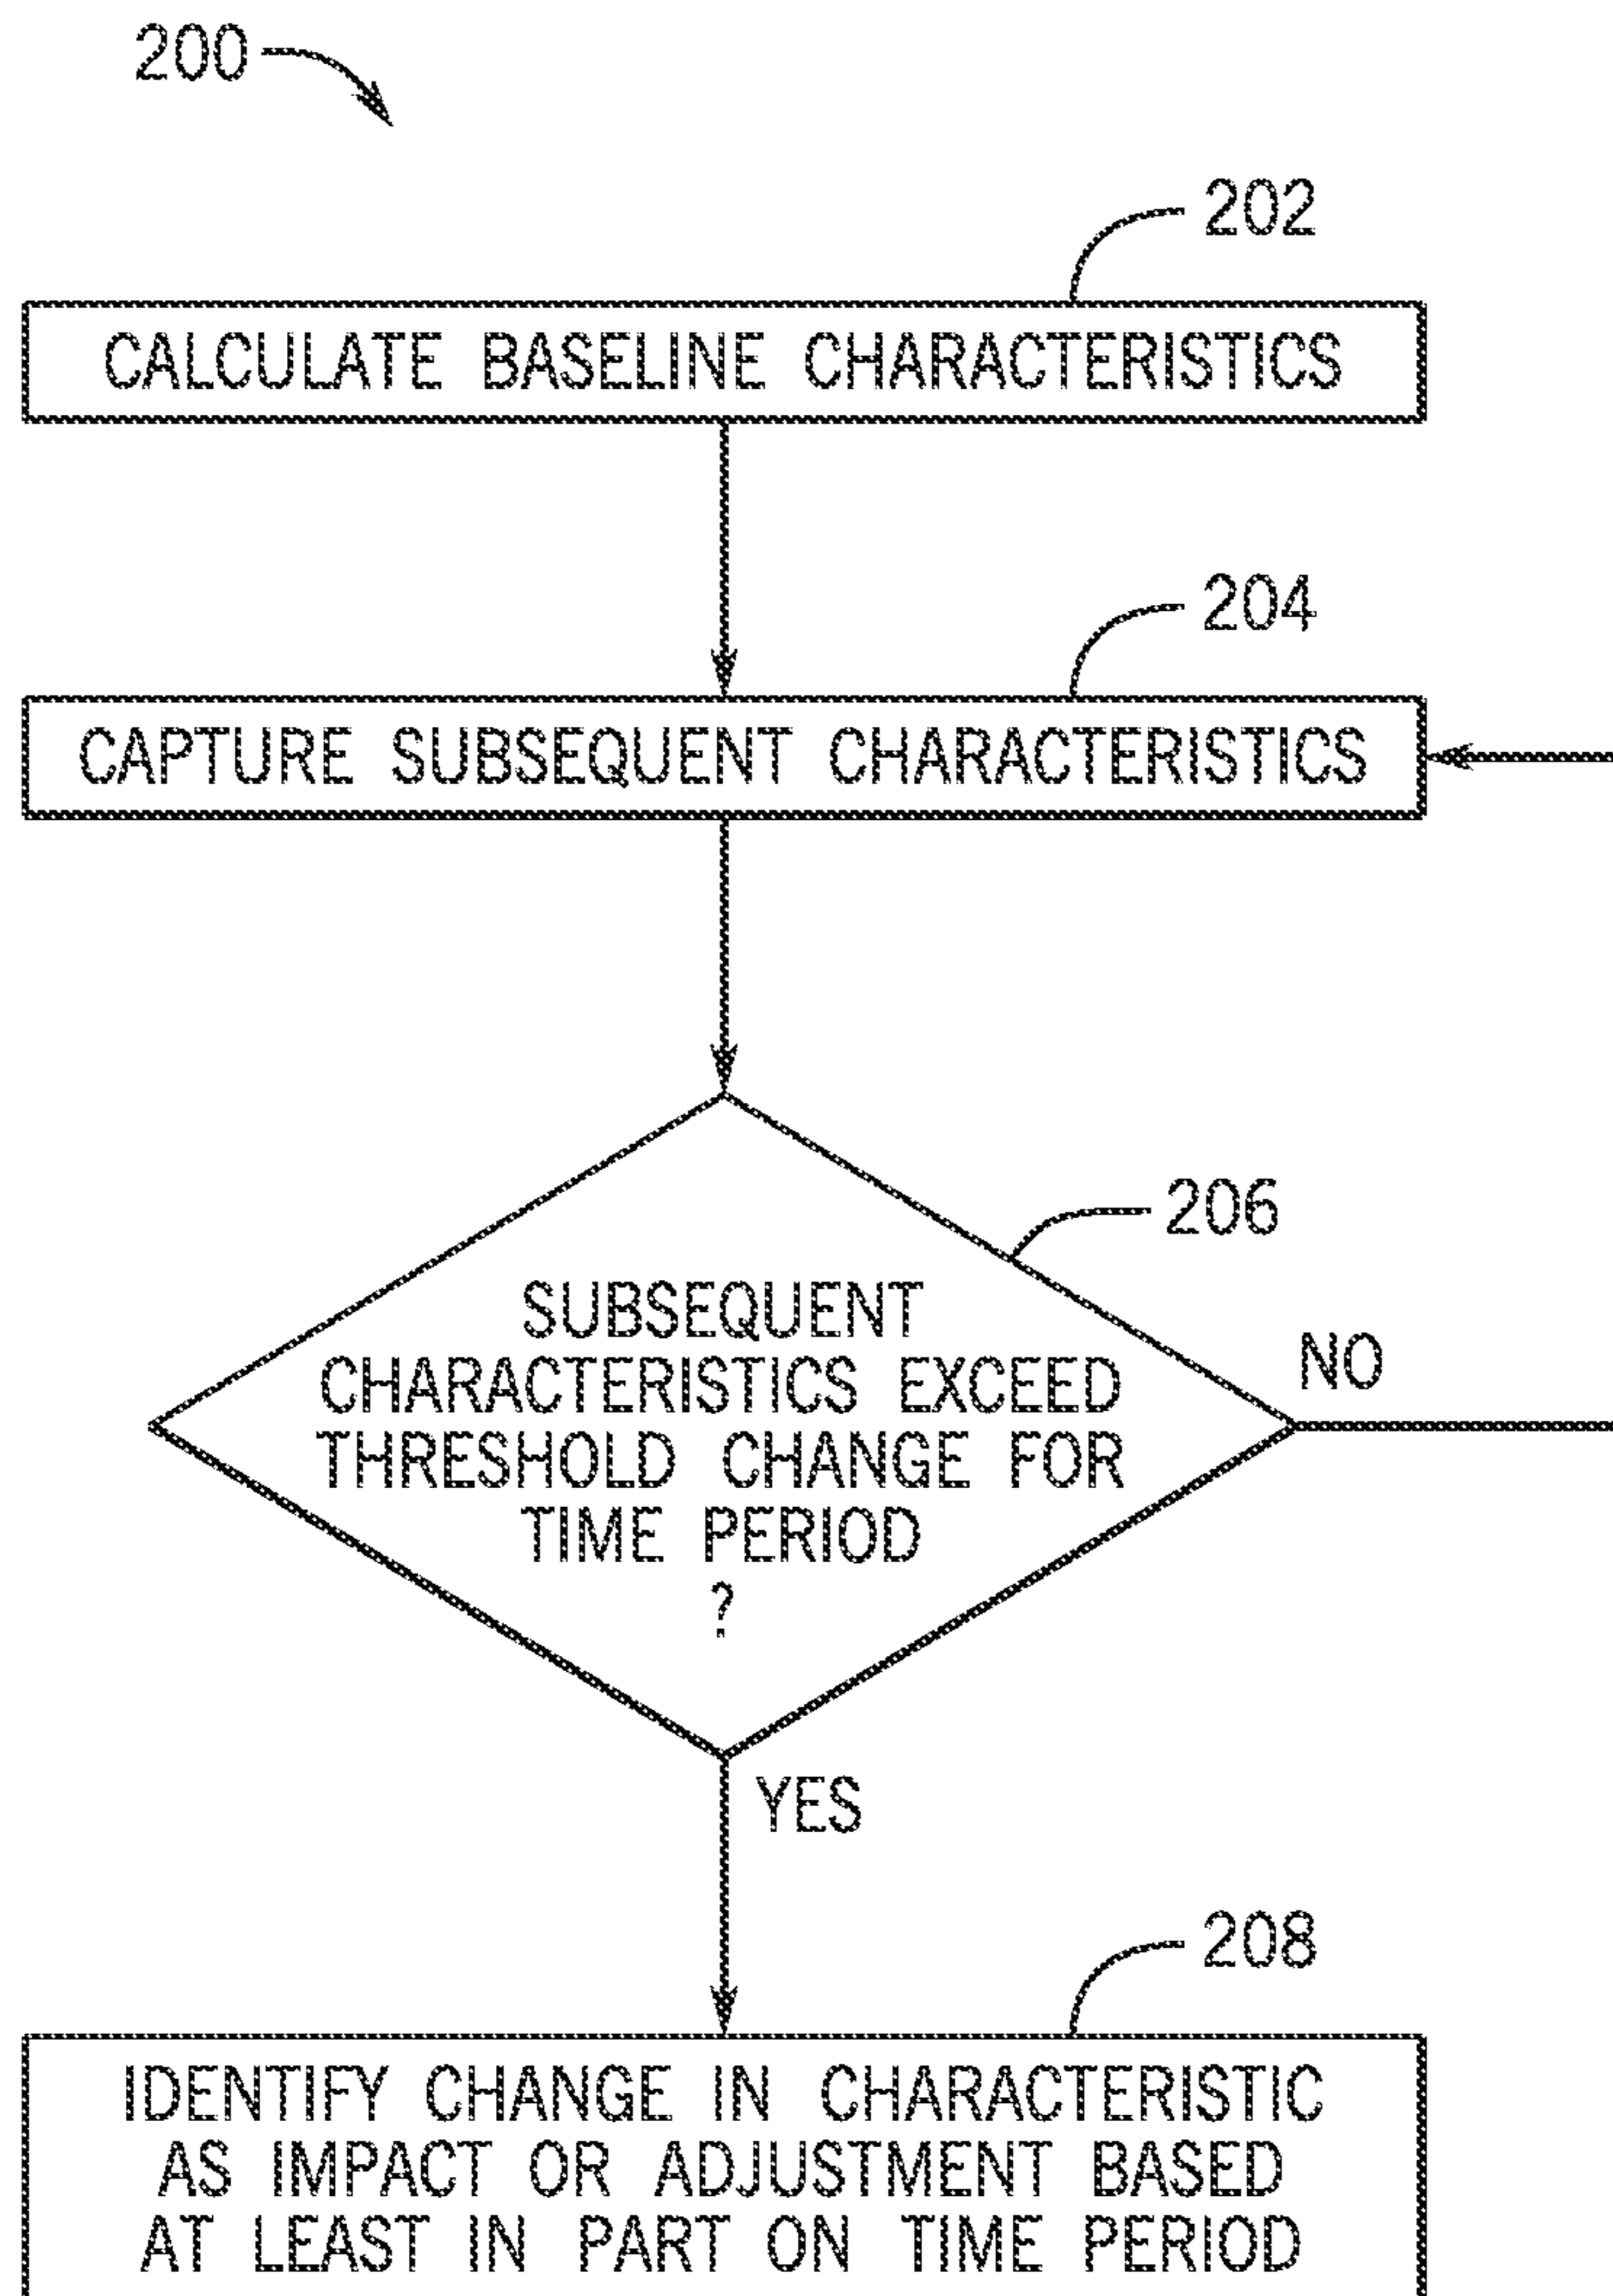 200
202
CALCULATE BASELINE CHARACTERISTICS
204
CAPTURE SUBSEQUENT CHARACTERISTICS
206
SUBSEQUENT
CHARACTERISTICS EXCEED
THRESHOLD CHANGE FOR
TIME PERIOD
?
NO
YES
208
IDENTIFY CHANGE IN CHARACTERISTIC
AS IMPACT OR ADJUSTMENT BASED
AT LEAST IN PART ON TIME PERIOD